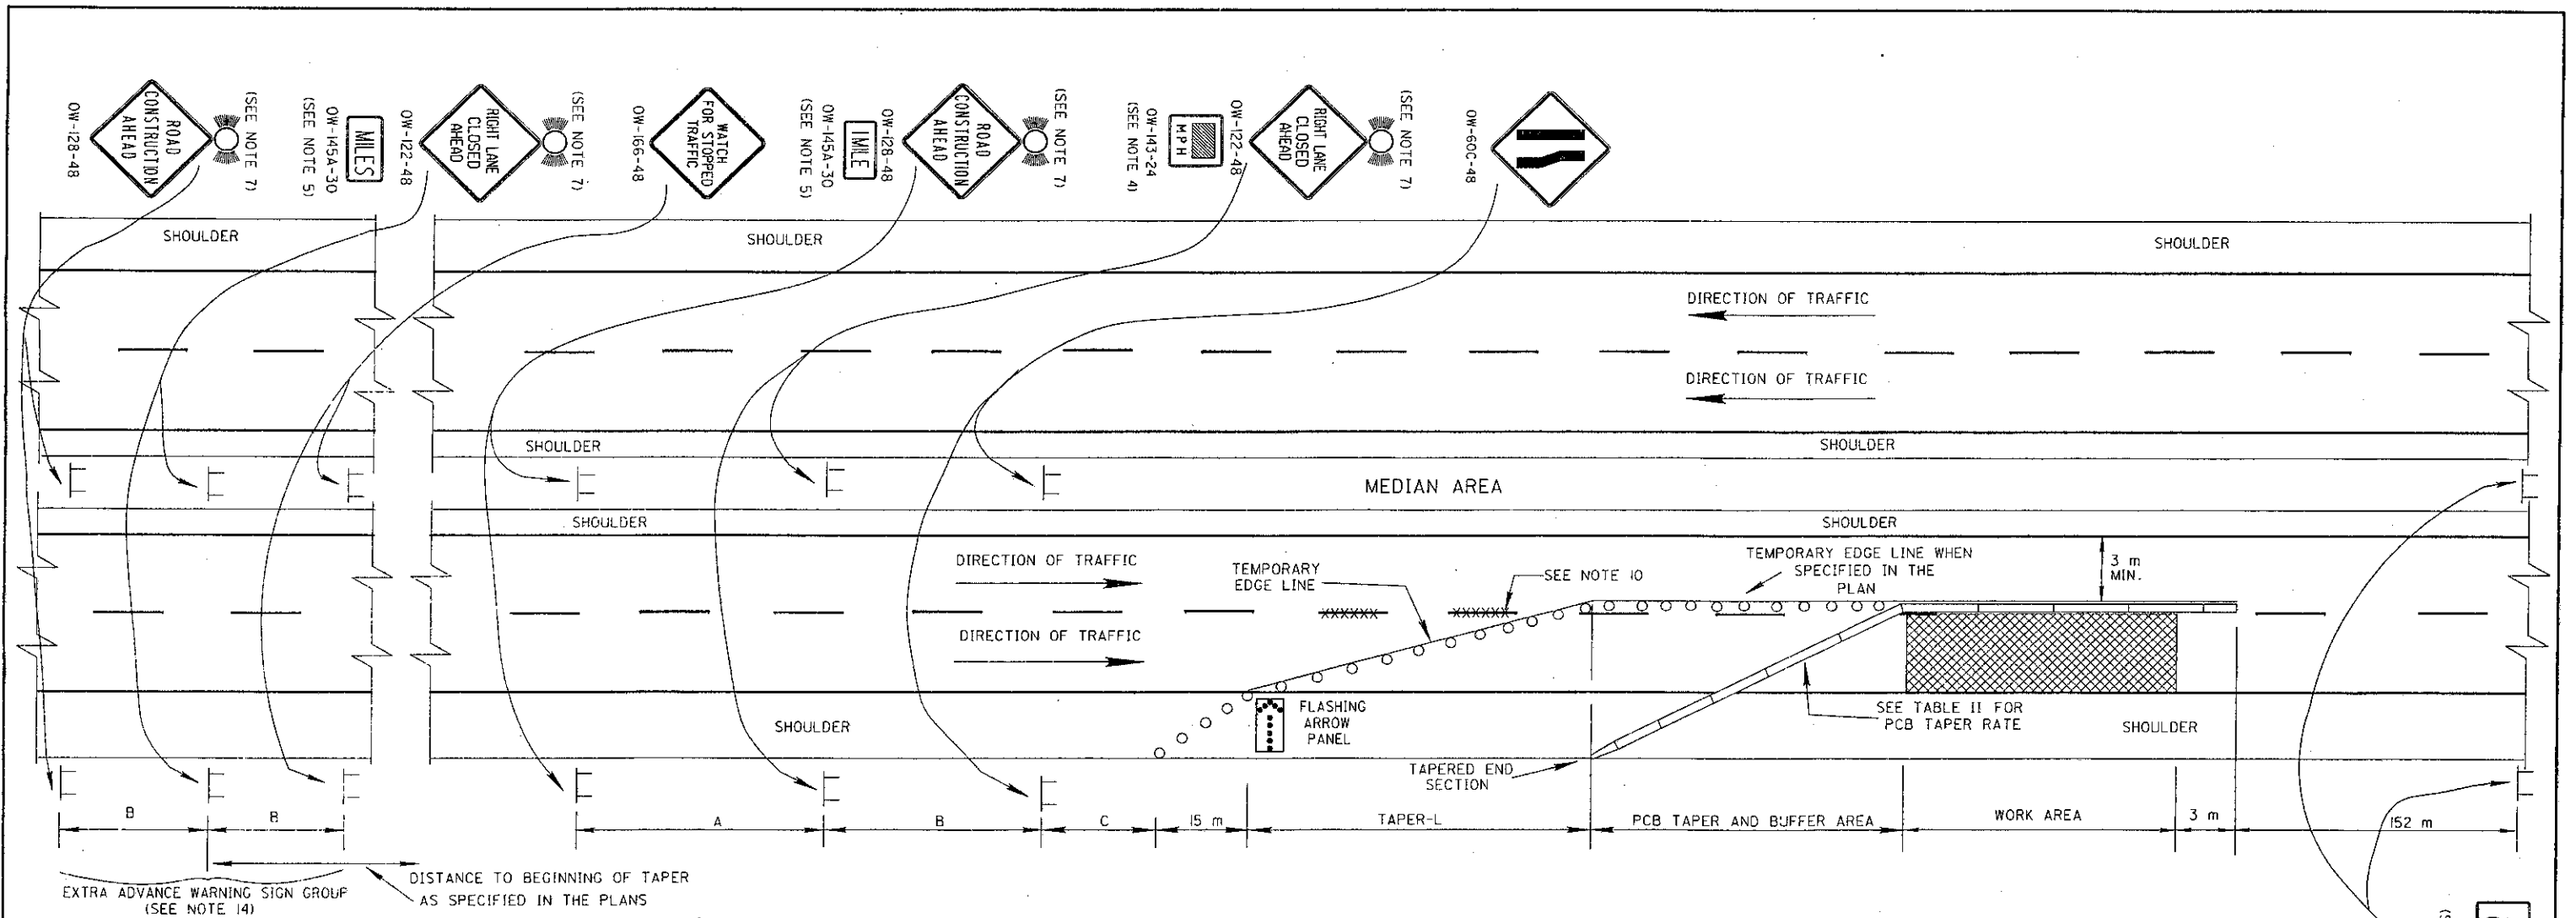 ROAD
CONSTRUCTION
AHEAD
OW-128-48
(SEE NOTE 7)
MILES
OW-145A-30
(SEE NOTE 5)
RIGHT LANE
CLOSED
AHEAD
OW-122-48
(SEE NOTE 7)
WATCH
FOR STOPPED
TRAFFIC
OW-166-48
1MILE
OW-145A-30
(SEE NOTE 5)
ROAD
CONSTRUCTION
AHEAD
OW-128-48
(SEE NOTE 7)
MPH
OW-143-24
(SEE NOTE 4)
RIGHT LANE
CLOSED
AHEAD
OW-122-48
(SEE NOTE 7)
OW-60C-48
SHOULDER
SHOULDER
SHOULDER
DIRECTION OF TRAFFIC
DIRECTION OF TRAFFIC
SHOULDER
SHOULDER
MEDIAN AREA
SHOULDER
SHOULDER
DIRECTION OF TRAFFIC
TEMPORARY
EDGE LINE
SEE NOTE 10
TEMPORARY EDGE LINE WHEN
SPECIFIED IN THE
PLAN
3 m
MIN.
DIRECTION OF TRAFFIC
SHOULDER
FLASHING
ARROW
PANEL
SEE TABLE II FOR
PCB TAPER RATE
SHOULDER
TAPERED END
SECTION
B
B
A
B
C
15 m
TAPER-L
PCB TAPER AND BUFFER AREA
WORK AREA
3 m
152 m
EXTRA ADVANCE WARNING SIGN GROUP
(SEE NOTE 14)
DISTANCE TO BEGINNING OF TAPER
AS SPECIFIED IN THE PLANS